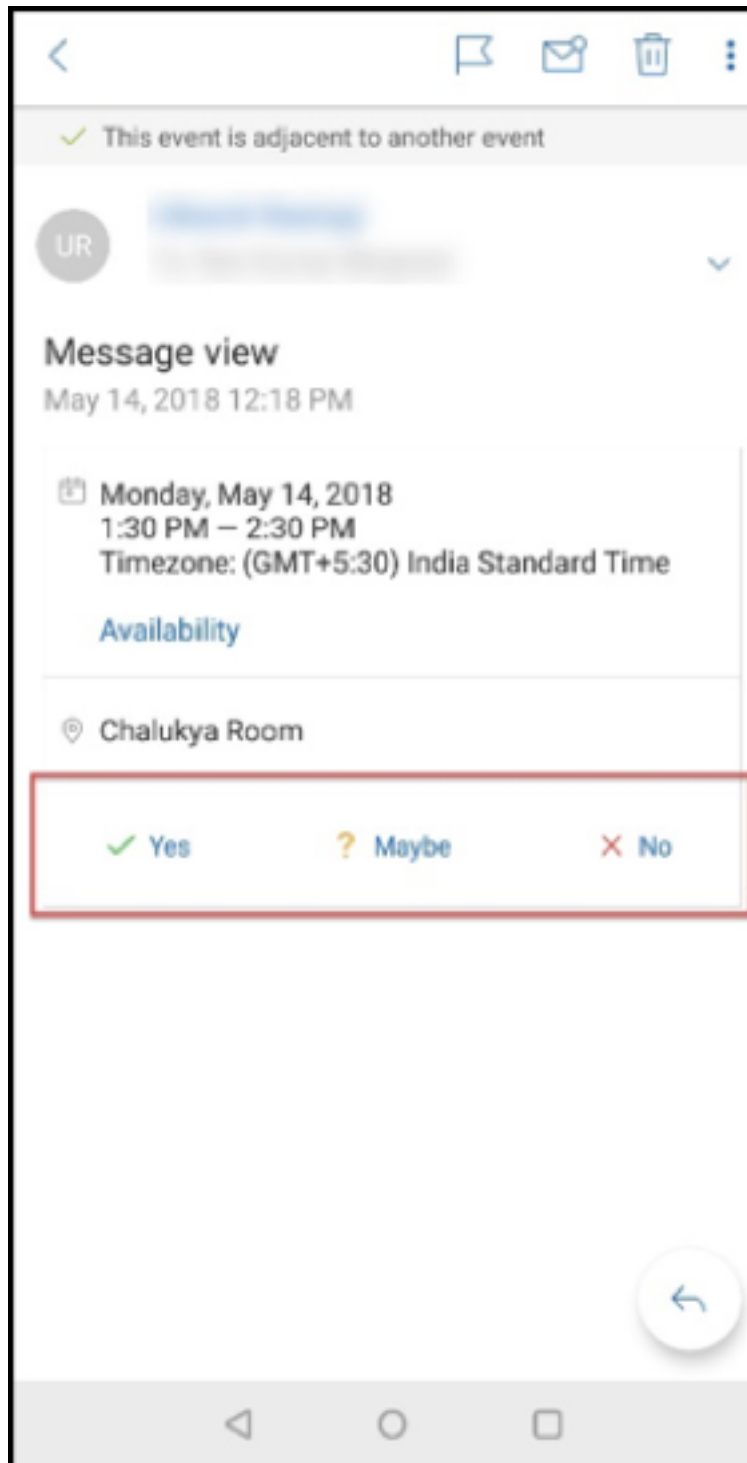 This event is adjacent to another event
UR
Message view
May 14, 2018 12:18 PM
Monday, May 14, 2018
1:30 PM — 2:30 PM
Timezone: (GMT+5:30) India Standard Time
Availability
Chalukya Room
Yes ? Maybe No